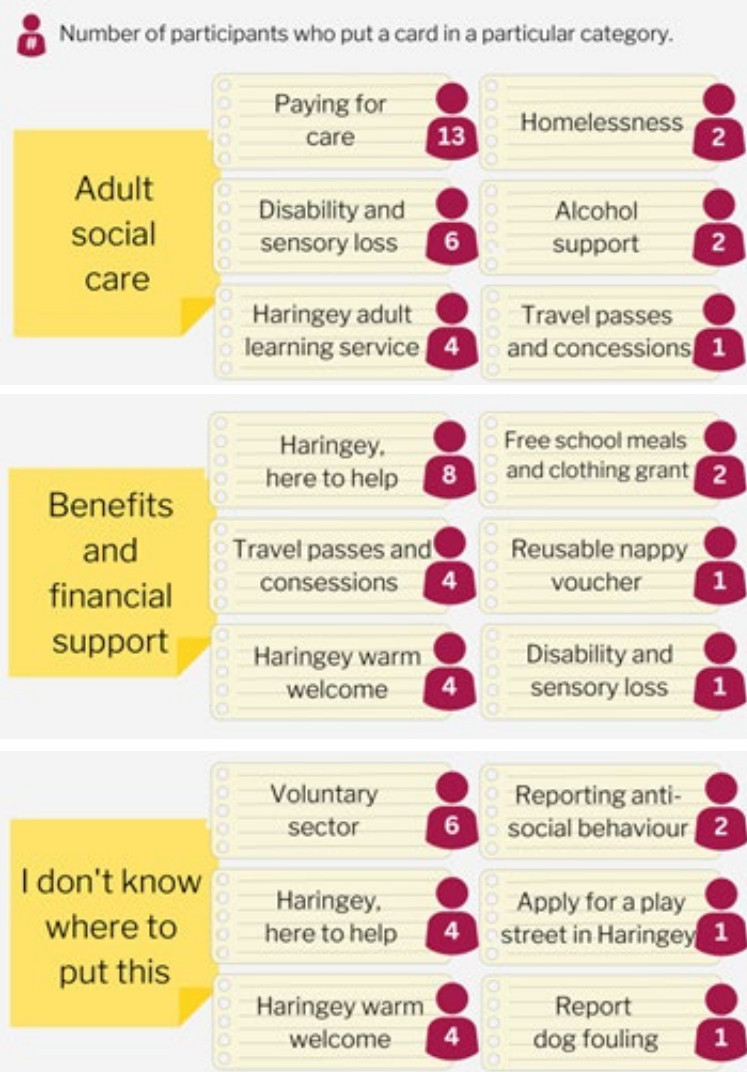 # Number of participants who put a card in a particular category.
Adult
social
care
Paying for
care
13
Homelessness
2
Disability and
sensory loss
6
Alcohol
support
2
Haringey adult
learning service
4
Travel passes
and concessions
1
Benefits
and
financial
support
Haringey,
here to help
8
Free school meals
and clothing grant
2
Travel passes and
consessions
4
Reusable nappy
voucher
1
Haringey warm
welcome
4
Disability and
sensory loss
1
I don't know
where to
put this
Voluntary
sector
6
Reporting anti-
social behaviour
2
Haringey,
here to help
4
Apply for a play
street in Haringey
1
Haringey warm
welcome
4
Report
dog fouling
1